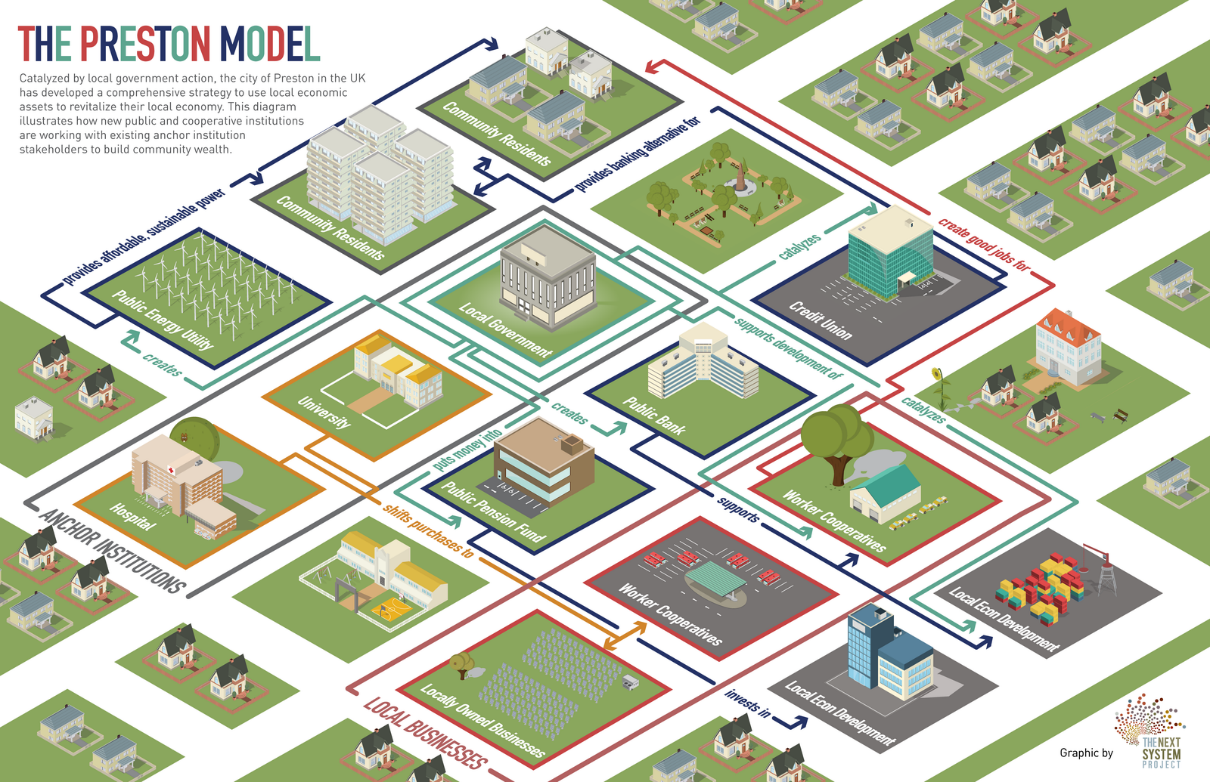 THE PRESTON MODEL
Catalyzed by local government action, the city of Preston in the UK
has developed a comprehensive strategy to use local economic
assets to revitalize their local economy. This diagram
illustrates how new public and cooperative institutions
are working with existing anchor institution
stakeholders to build community wealth.
Community Residents
provides banking alternative for
Community Residents
provides affordable, sustainable power
create good jobs for
catalyzes
Public Energy Utility
Local Government
Credit Union
supports development of
creates
University
creates
Public Bank
catalyzes
puts money into
Hospital
Public Pension Fund
Worker Cooperatives
shifts purchases to
supports
ANCHOR INSTITUTIONS
Worker Cooperatives
Local Econ Development
Locally Owned Businesses
Local Econ Development
invests in
LOCAL BUSINESSES
Graphic by
THE NEXT
SYSTEM
PROJECT